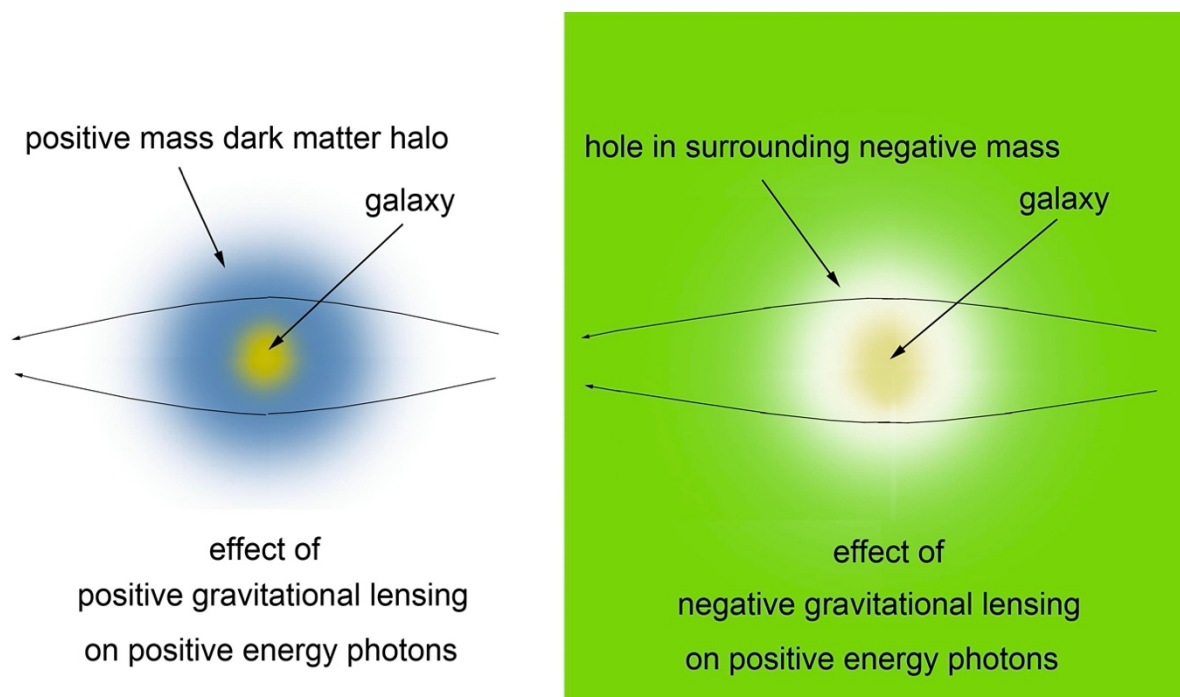 positive mass dark matter halo
galaxy
effect of
positive gravitational lensing
on positive energy photons
hole in surrounding negative mass
galaxy
effect of
negative gravitational lensing
on positive energy photons